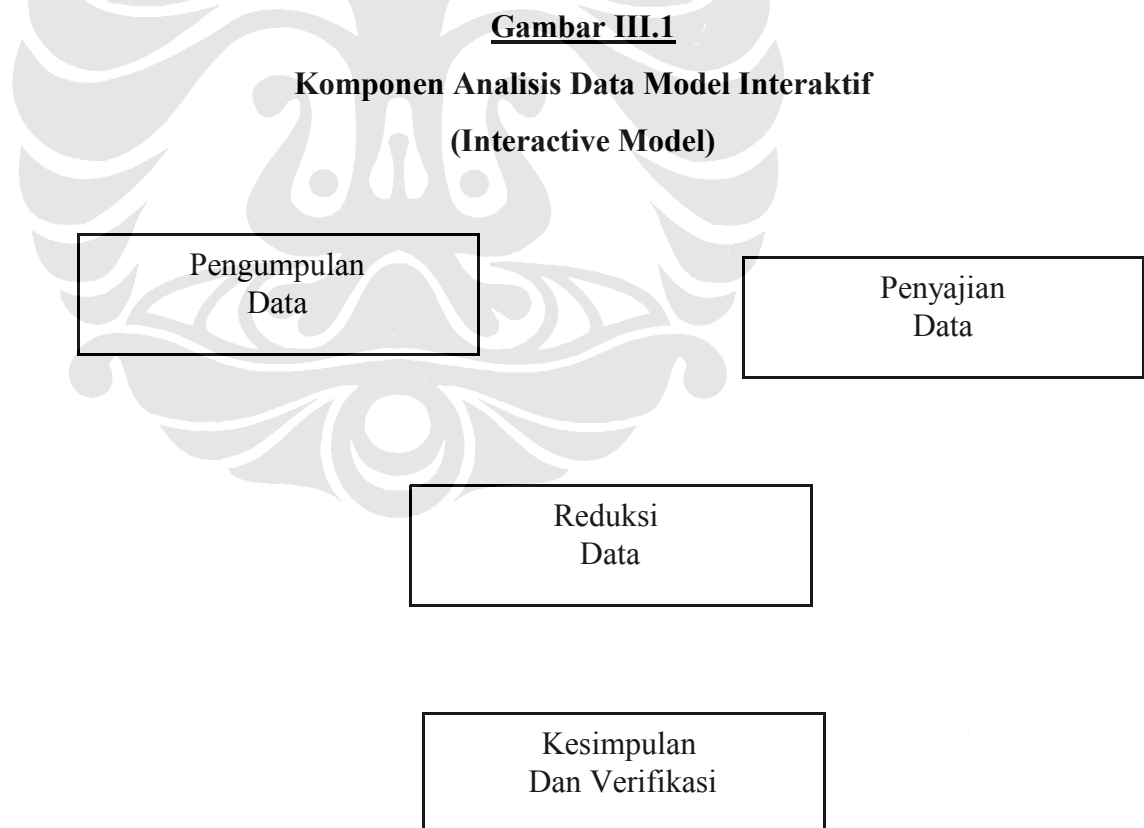 Gambar III.1
Komponen Analisis Data Model Interaktif
(Interactive Model)
Pengumpulan
Data
Penyajian
Data
Reduksi
Data
Kesimpulan
Dan Verifikasi